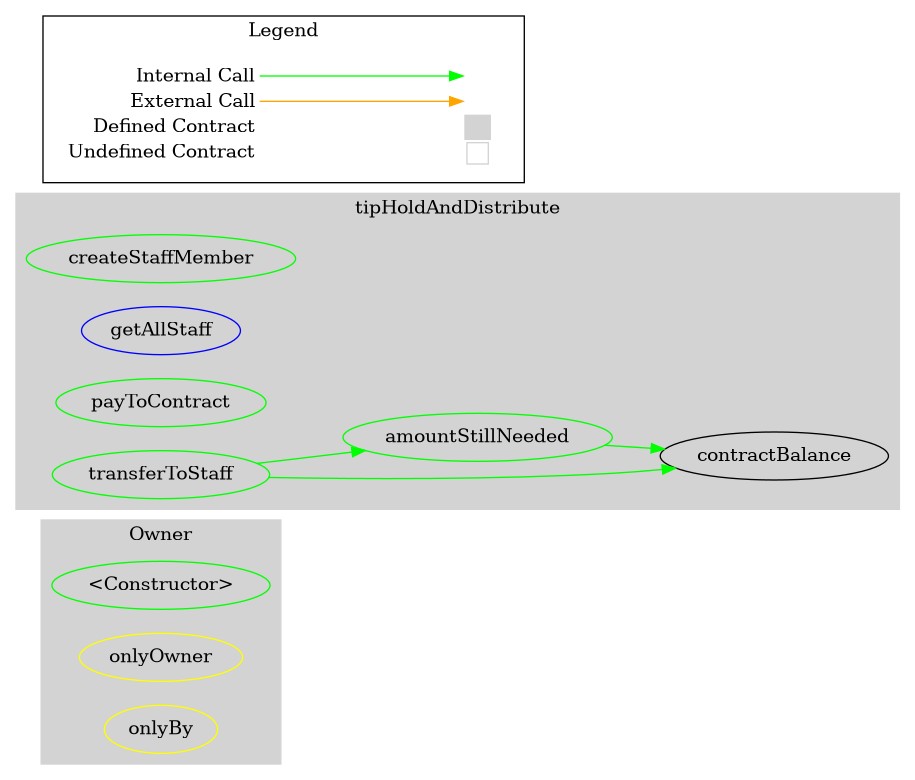 Legend
Internal Call
External Call
Defined Contract
Undefined Contract
tipHoldAndDistribute
createStaffMember
getAllStaff
payToContract
amountStillNeeded
contractBalance
transferToStaff
Owner
<Constructor>
onlyOwner
onlyBy